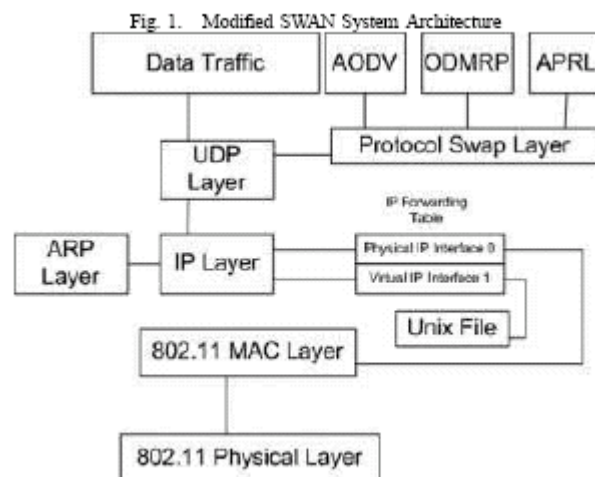 Fig. 1. Modified SWAN System Architecture
Data Traffic
AODV
ODMRP
APRL
Protocol Swap Layer
UDP
Layer
IP Forwarding
Table
ARP
Layer
IP Layer
Physical IP Interface 0
Virtual IP Interface 1
Unix File
802.11 MAC Layer
802.11 Physical Layer